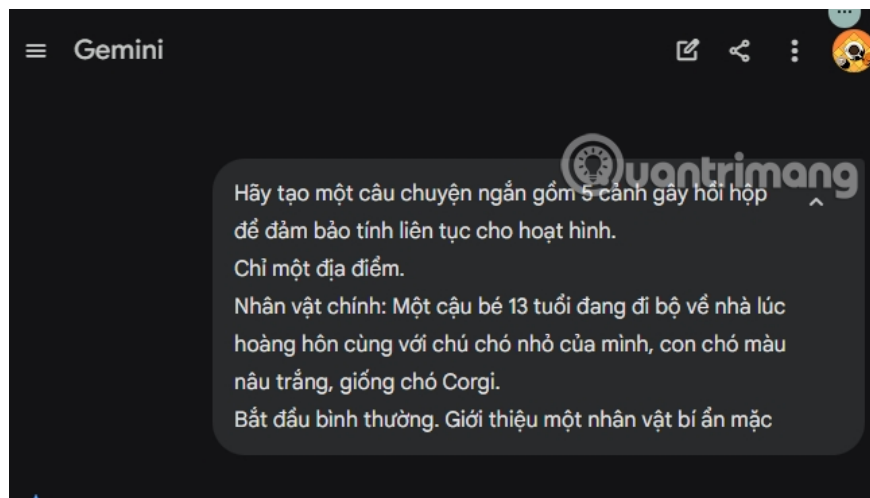 Gemini
Quantrimang
Hãy tạo một câu chuyện ngắn gồm 5 cảnh gây hồi hộp
để đảm bảo tính liên tục cho hoạt hình.
Chỉ một địa điểm.
Nhân vật chính: Một cậu bé 13 tuổi đang đi bộ về nhà lúc
hoàng hôn cùng với chú chó nhỏ của mình, con chó màu
nâu trắng, giống chó Corgi.
Bắt đầu bình thường. Giới thiệu một nhân vật bí ẩn mặc